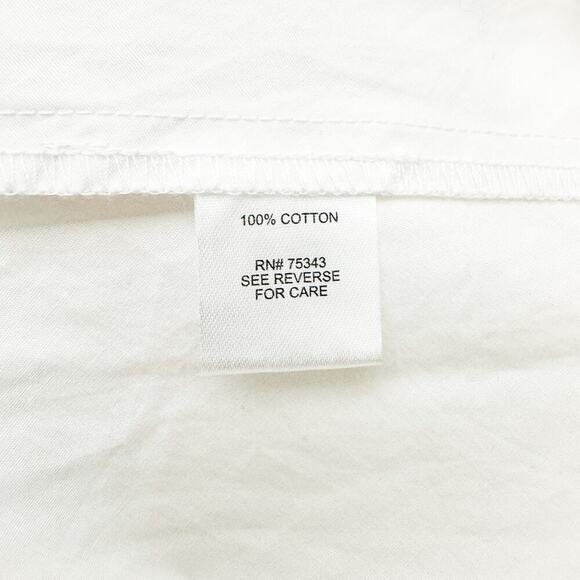 100% COTTON
RN# 75343
SEE REVERSE
FOR CARE